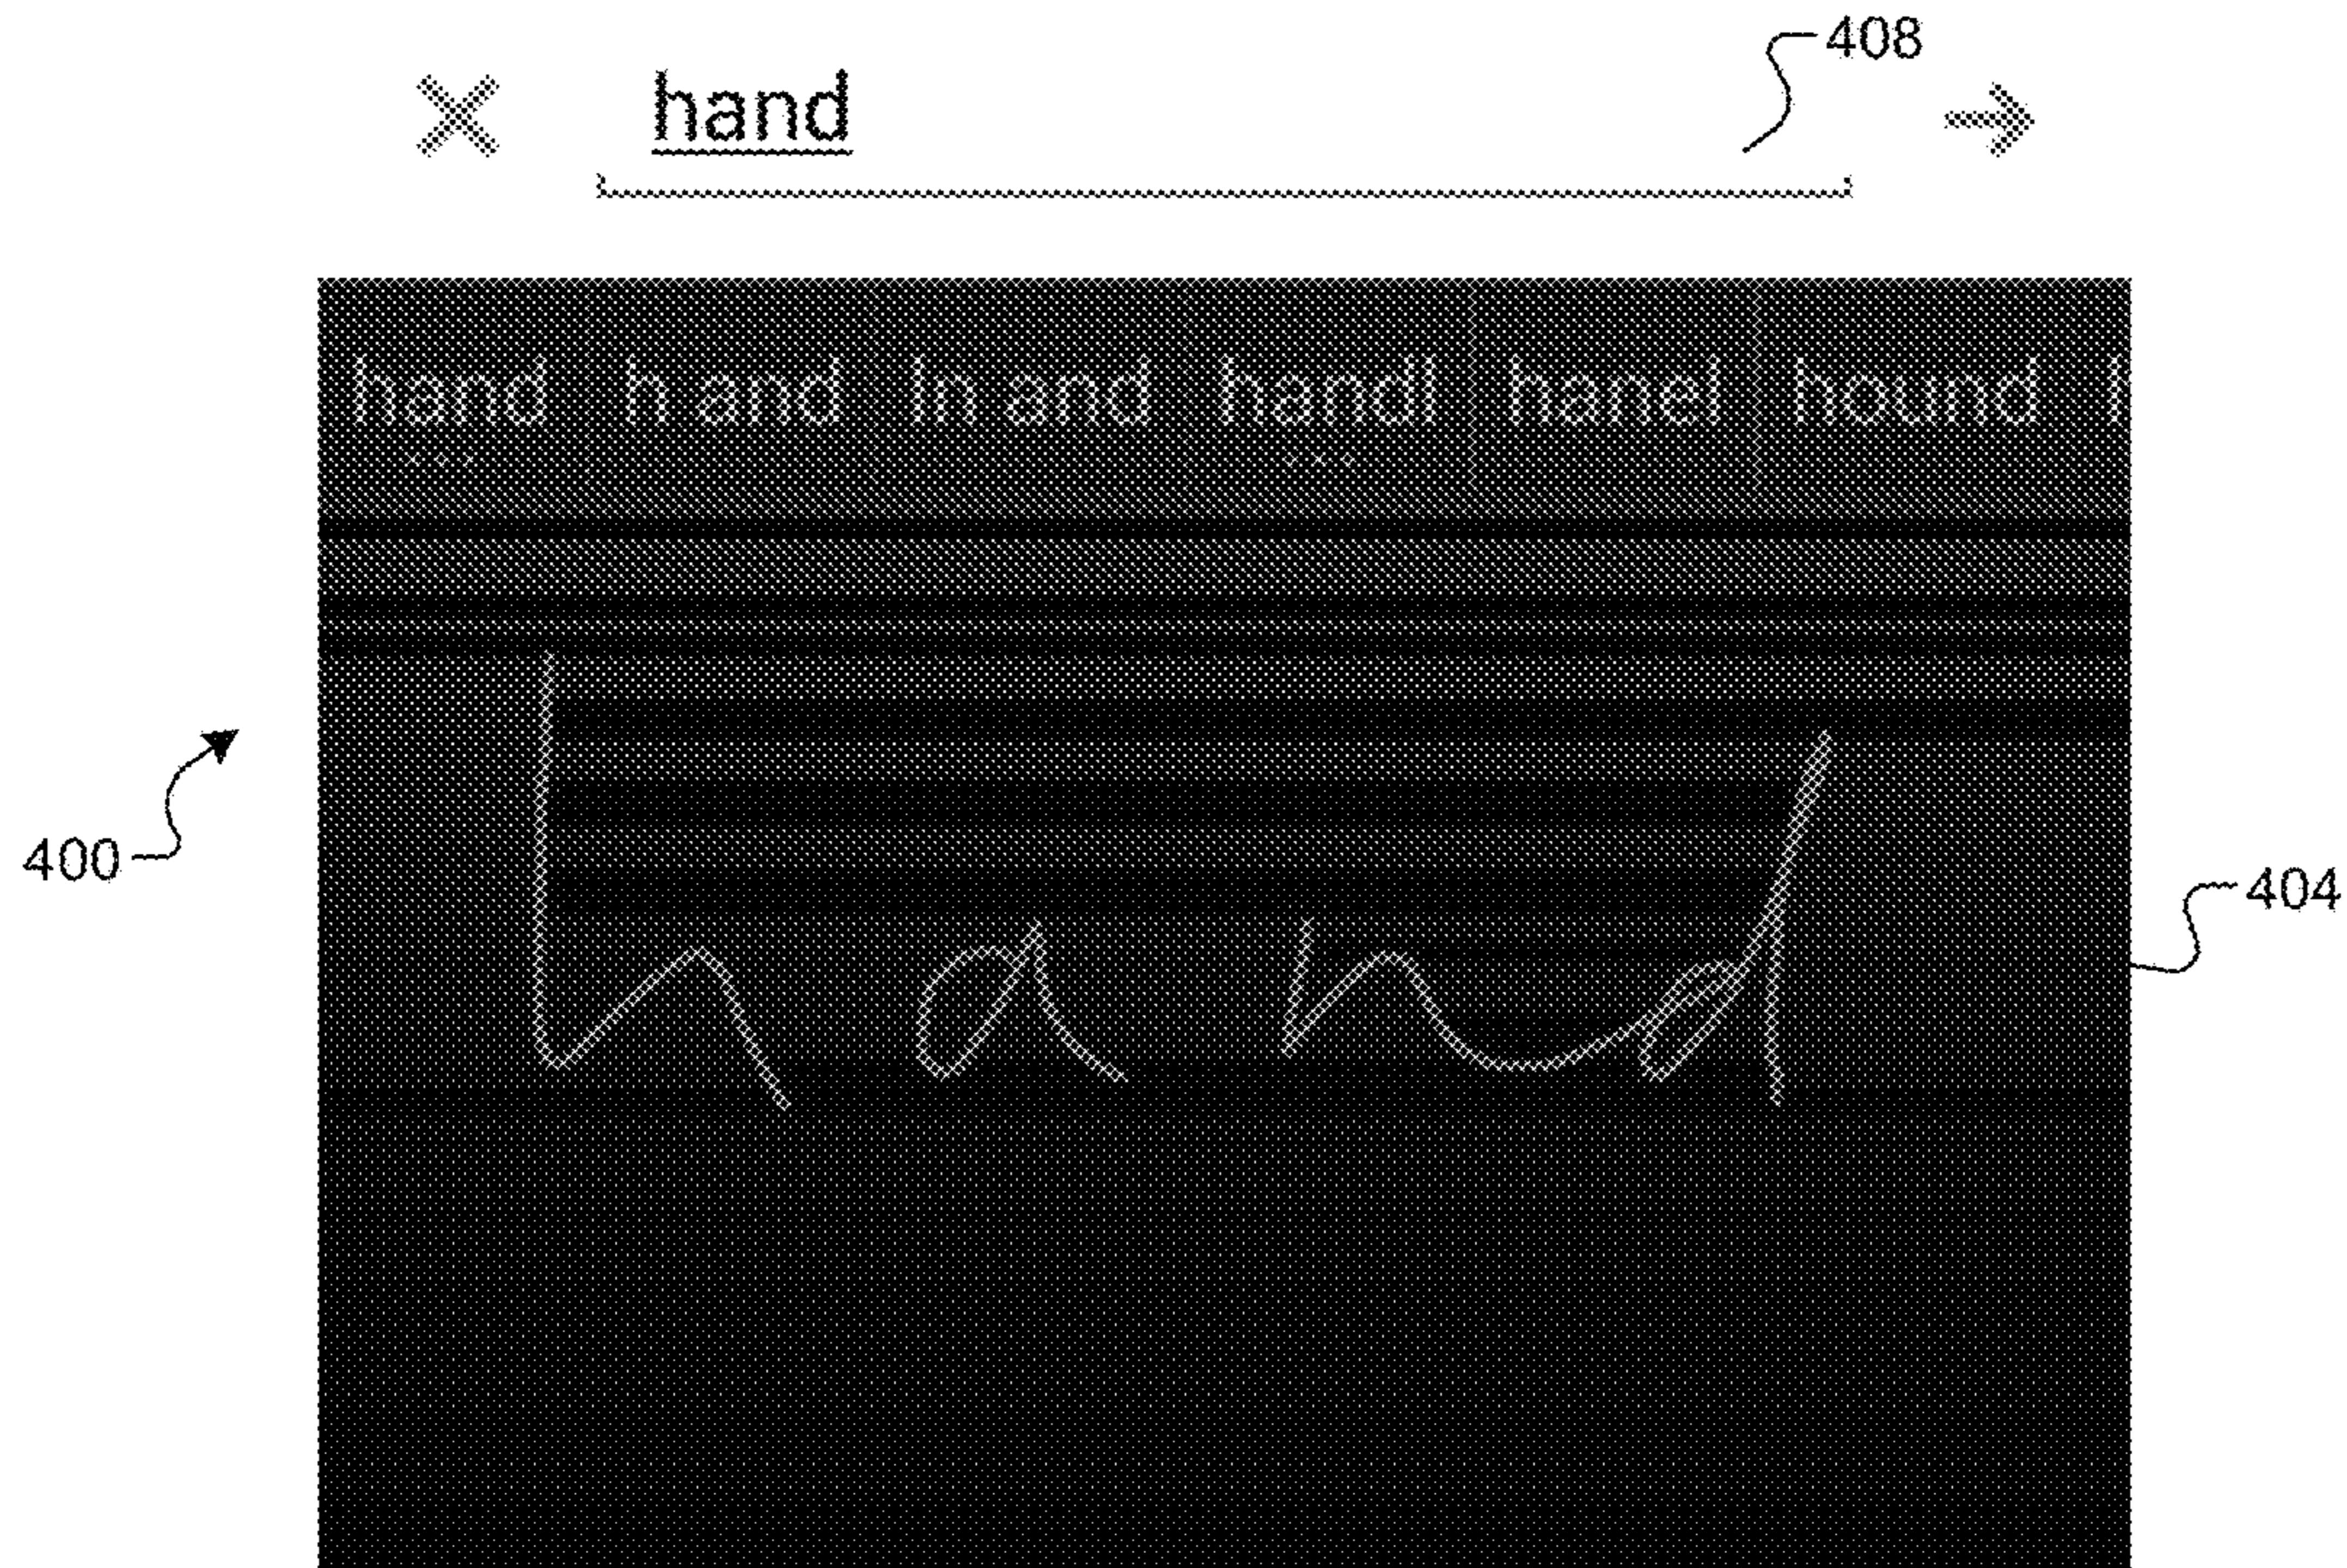 408
× hand →
hand h and In and handl hanel hound
400
404
hand